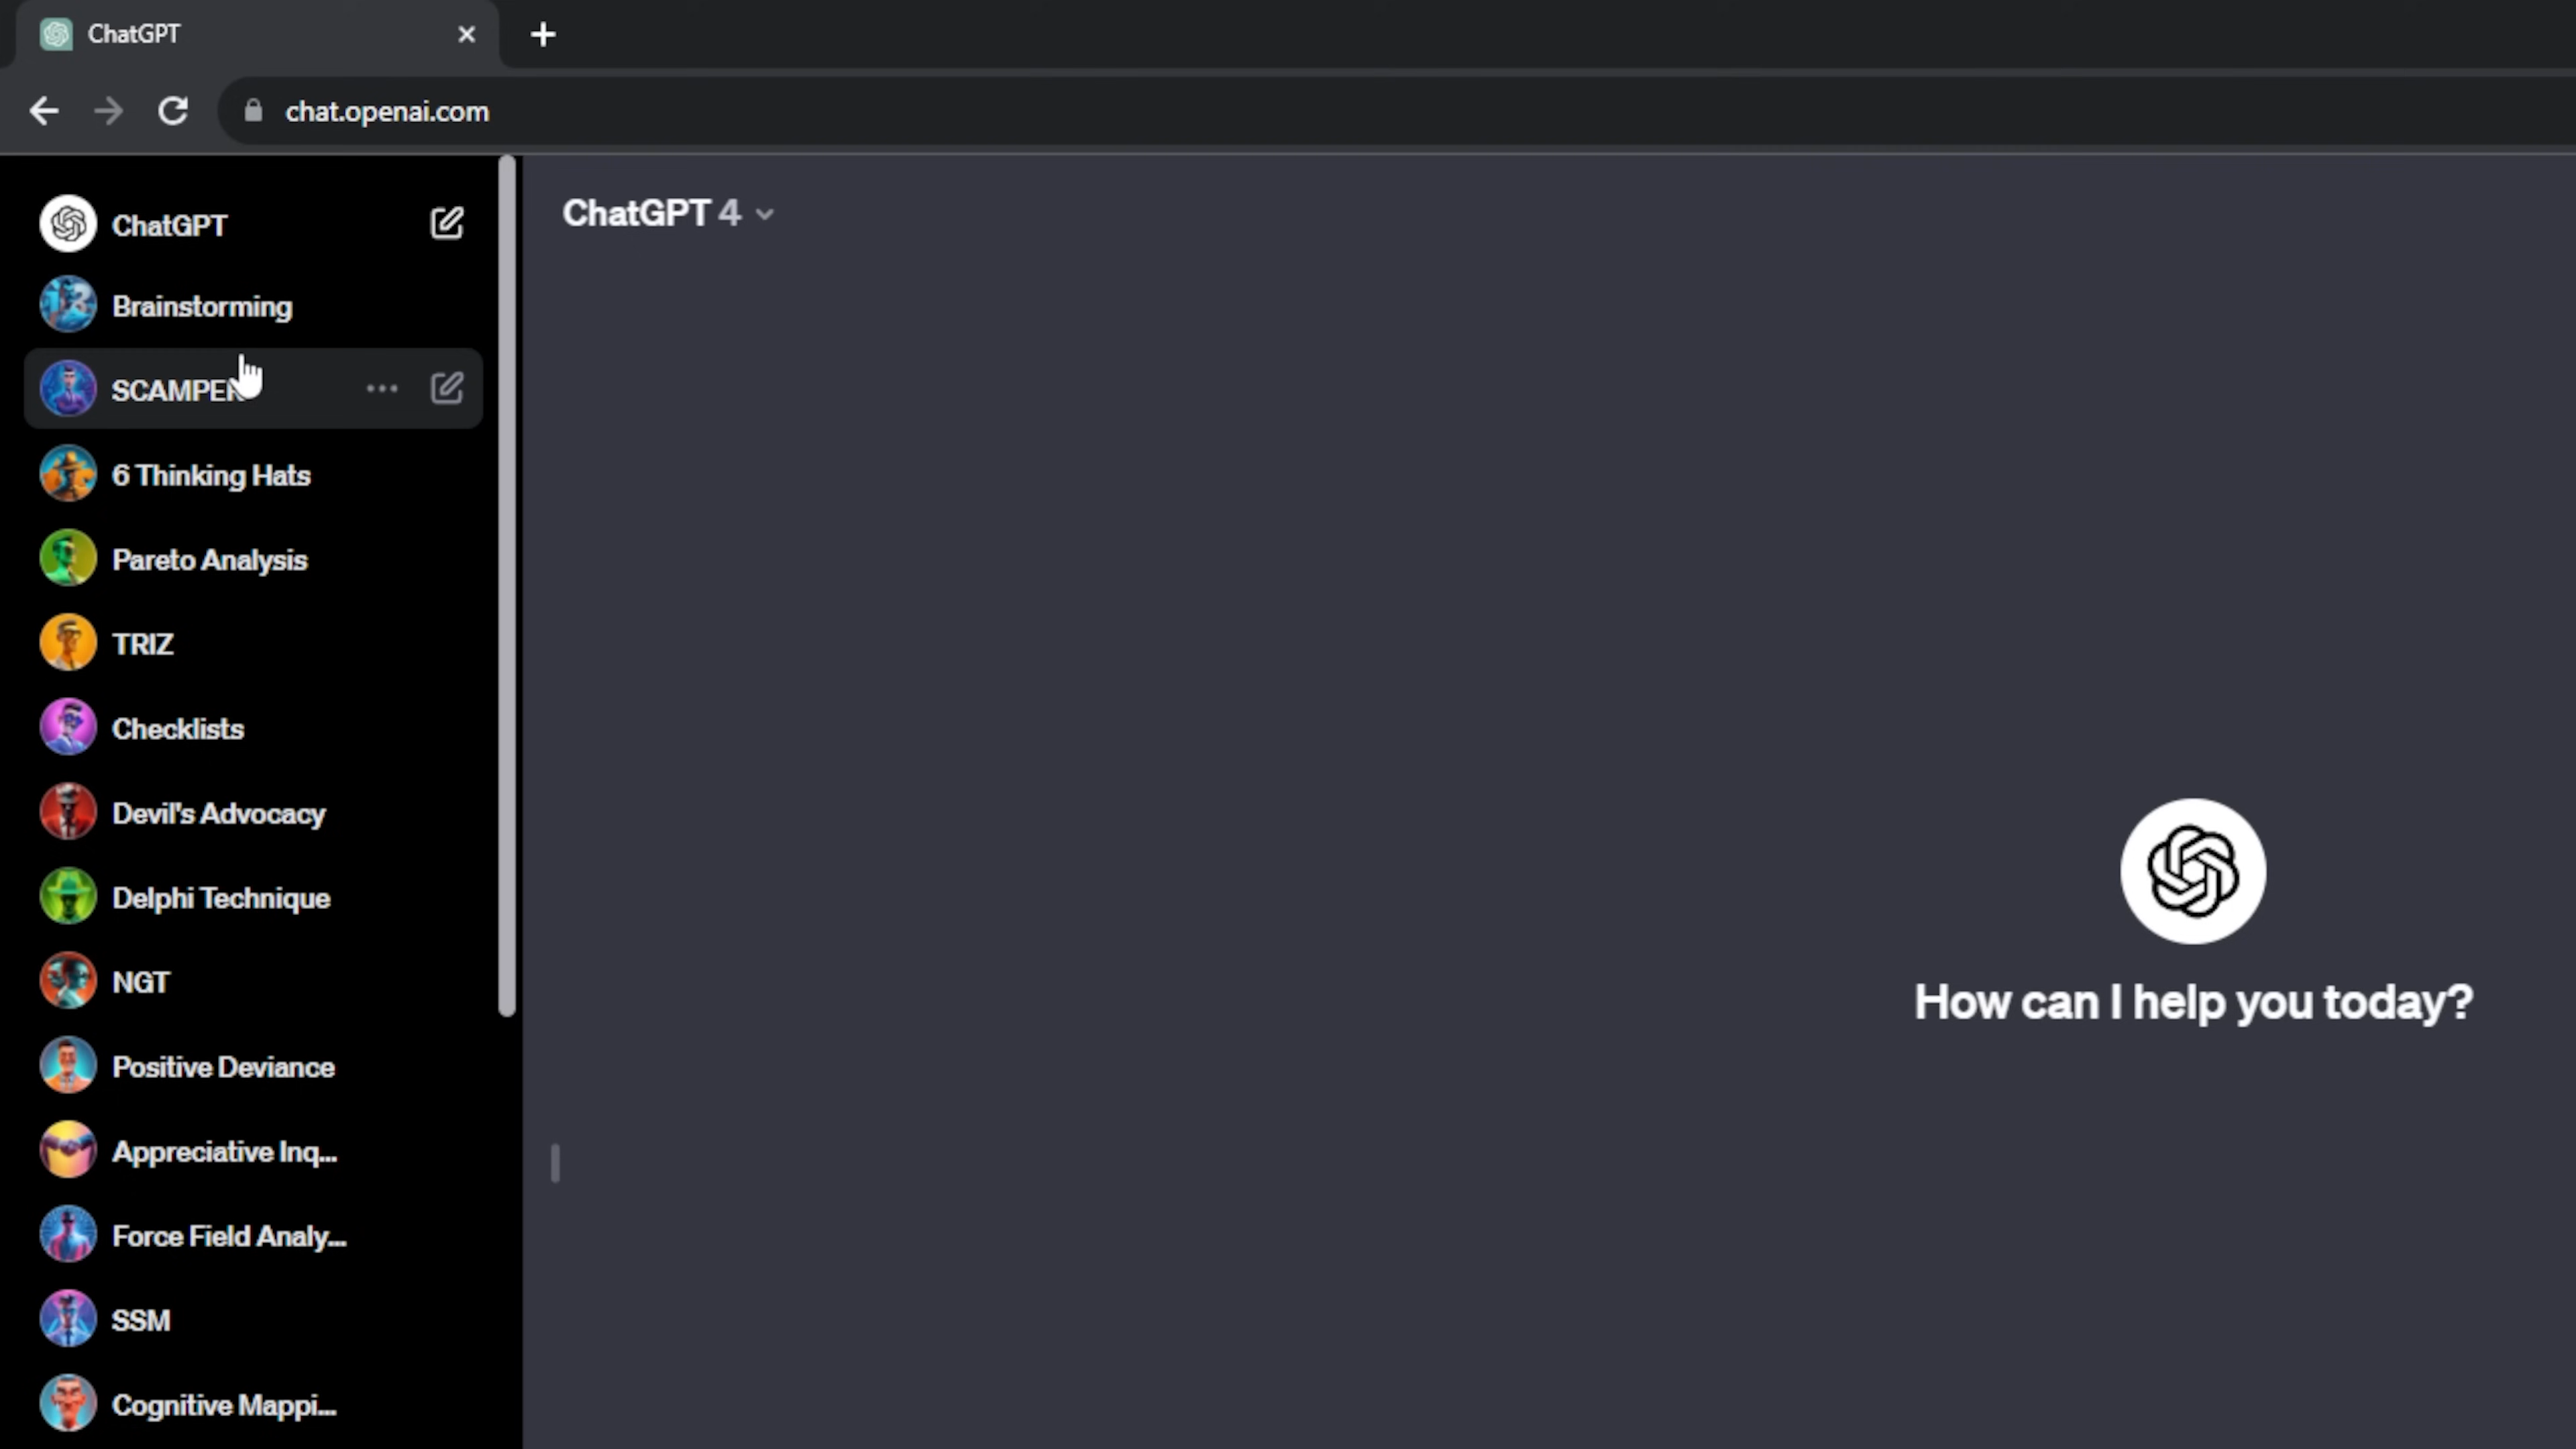 ChatGPT
chat.openai.com
ChatGPT
Brainstorming
SCAMPER
6 Thinking Hats
Pareto Analysis
TRIZ
Checklists
Devil's Advocacy
Delphi Technique
NGT
Positive Deviance
Appreciative Inq...
Force Field Analy...
SSM
Cognitive Mappi...
ChatGPT 4
How can I help you today?